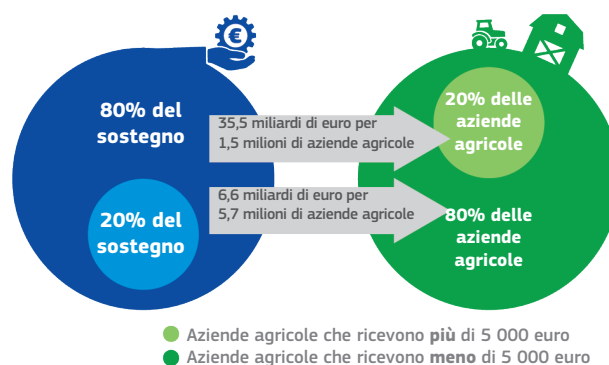 €
80% del
sostegno
35,5 miliardi di euro per
1,5 milioni di aziende agricole
20% delle
aziende
agricole
20% del
sostegno
6,6 miliardi di euro per
5,7 milioni di aziende agricole
80% delle
aziende
agricole
Aziende agricole che ricevono più di 5 000 euro
Aziende agricole che ricevono meno di 5 000 euro